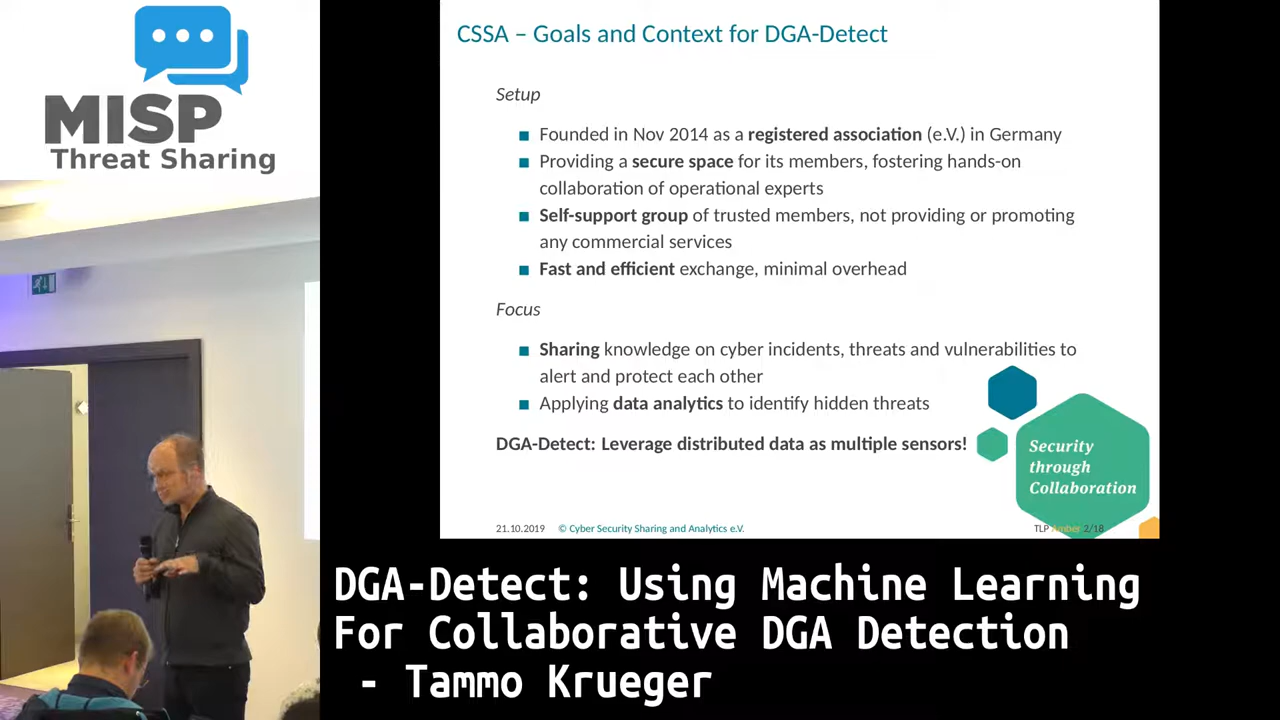 MISP
Threat Sharing
CSSA – Goals and Context for DGA-Detect
Setup
Founded in Nov 2014 as a registered association (e.V.) in Germany
Providing a secure space for its members, fostering hands-on
collaboration of operational experts
Self-support group of trusted members, not providing or promoting
any commercial services
Fast and efficient exchange, minimal overhead
Focus
Sharing knowledge on cyber incidents, threats and vulnerabilities to
alert and protect each other
Applying data analytics to identify hidden threats
DGA-Detect: Leverage distributed data as multiple sensors!
Security
through
Collaboration
21.10.2019 © Cyber Security Sharing and Analytics e.V. TLP Amber 2/18
DGA-Detect: Using Machine Learning
For Collaborative DGA Detection
- Tammo Krueger